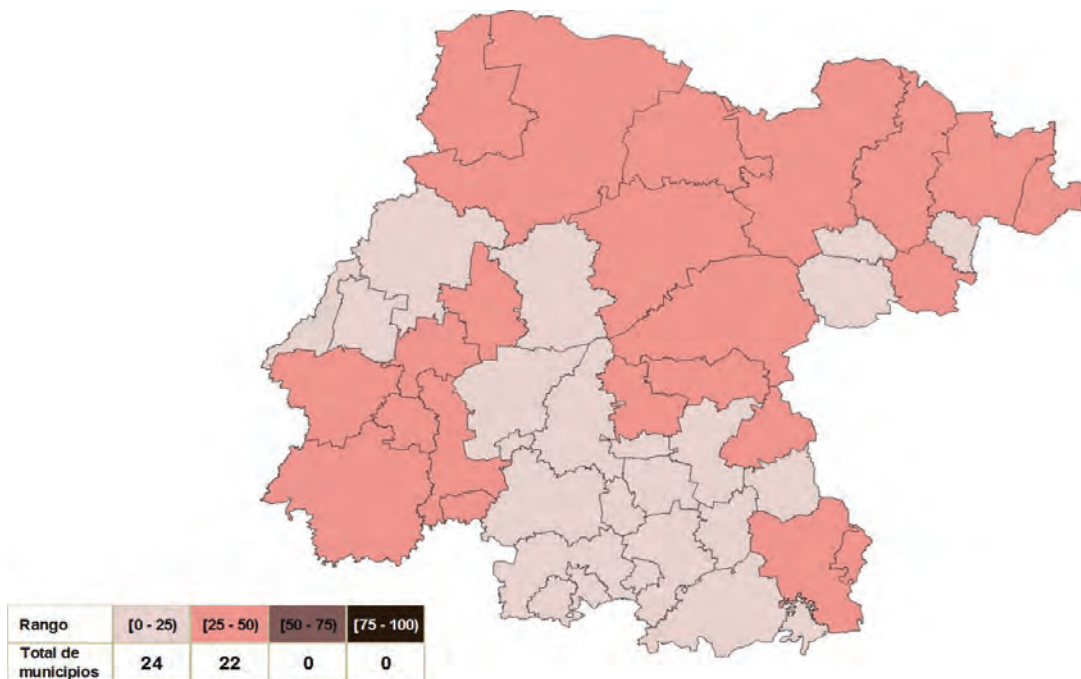 Rango [0 - 25) [25 - 50) [50 - 75) [75 - 100)
Total de municipios 24 22 0 0